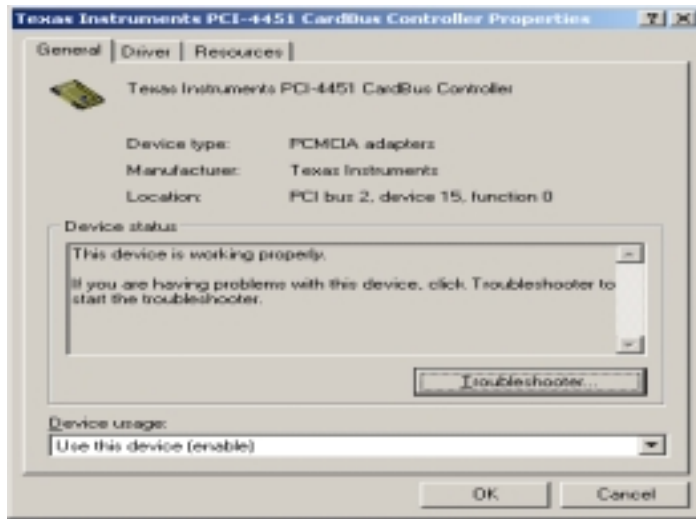 Texas Instruments PCI-4451 CardBus Controller Properties
General Driver Resources
Texas Instruments PCI-4451 CardBus Controller
Device type: PCMCIA adapters
Manufacturer: Texas Instruments
Location: PCI bus 2, device 15, function 0
Device status
This device is working properly.
If you are having problems with this device, click Troubleshooter to
start the troubleshooter.
Troubleshooter...
Device usage:
Use this device (enable)
OK Cancel